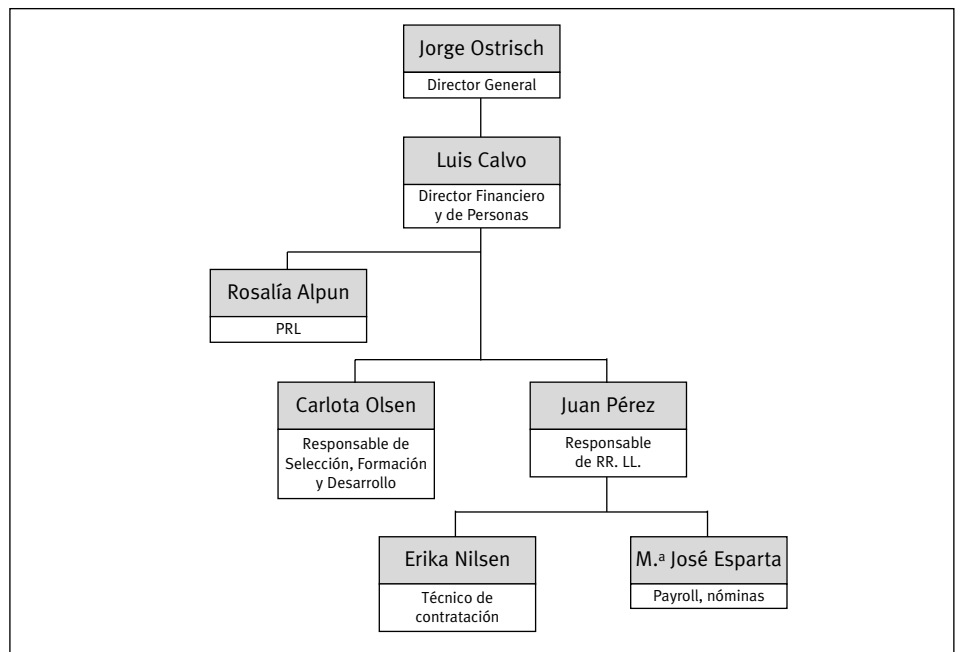 Jorge Ostrisch
Director General
Luis Calvo
Director Financiero
y de Personas
Rosalía Alpun
PRL
Carlota Olsen
Responsable de
Selección, Formación
y Desarrollo
Juan Pérez
Responsable
de RR. LL.
Erika Nilsen
Técnico de
contratación
M.ª José Esparta
Payroll, nóminas